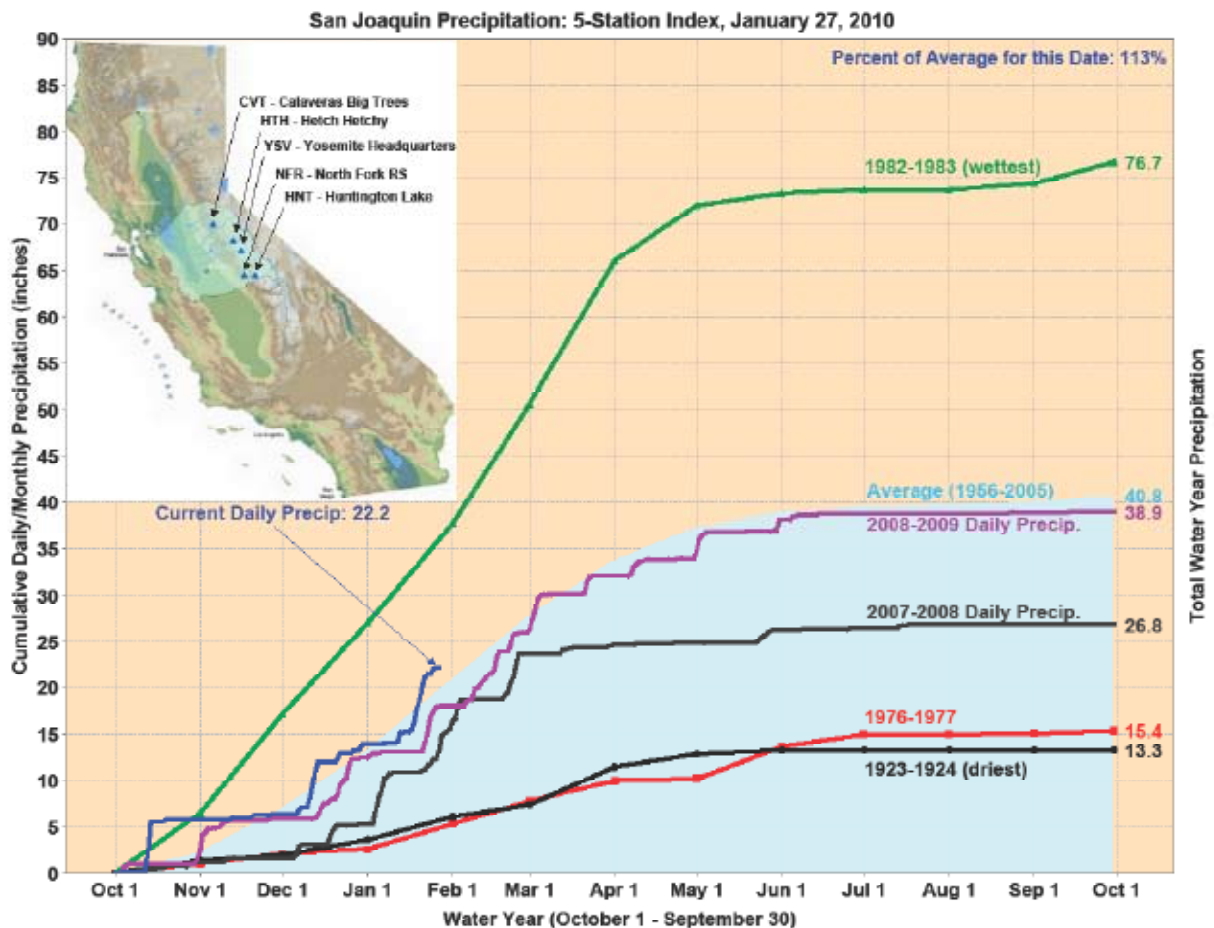 San Joaquin Precipitation: 5-Station Index, January 27, 2010
Percent of Average for this Date: 113%
CVT - Calaveras Big Trees
HTH - Hetch Hetchy
YSV - Yosemite Headquarters
NFR - North Fork RS
HNT - Huntington Lake
1982-1983 (wettest)
76.7
Average (1956-2005)
40.8
Current Daily Precip: 22.2
2008-2009 Daily Precip.
38.9
2007-2008 Daily Precip.
26.8
1976-1977
15.4
1923-1924 (driest)
13.3
Cumulative Daily/Monthly Precipitation (inches)
90
85
80
75
70
65
60
55
50
45
40
35
30
25
20
15
10
5
0
Total Water Year Precipitation
Oct 1 Nov 1 Dec 1 Jan 1 Feb 1 Mar 1 Apr 1 May 1 Jun 1 Jul 1 Aug 1 Sep 1 Oct 1
Water Year (October 1 - September 30)